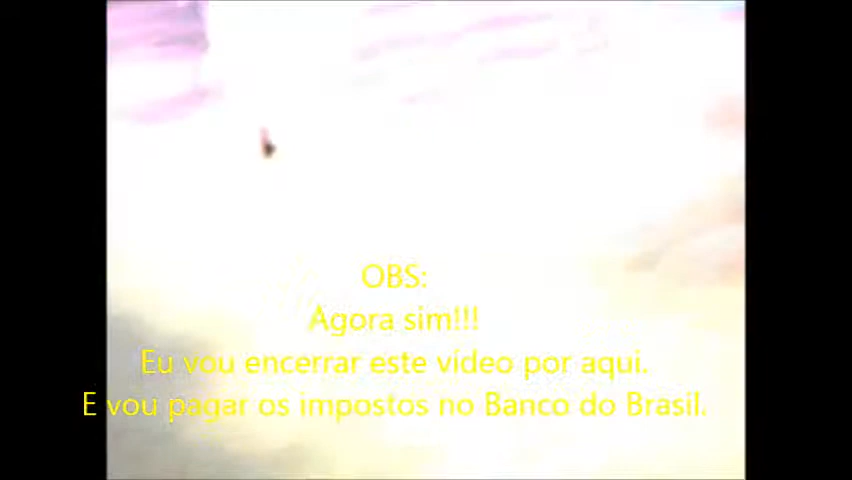 OBS:
Agora sim!!!
Eu vou encerrar este vídeo por aqui.
E vou pagar os impostos no Banco do Brasil.